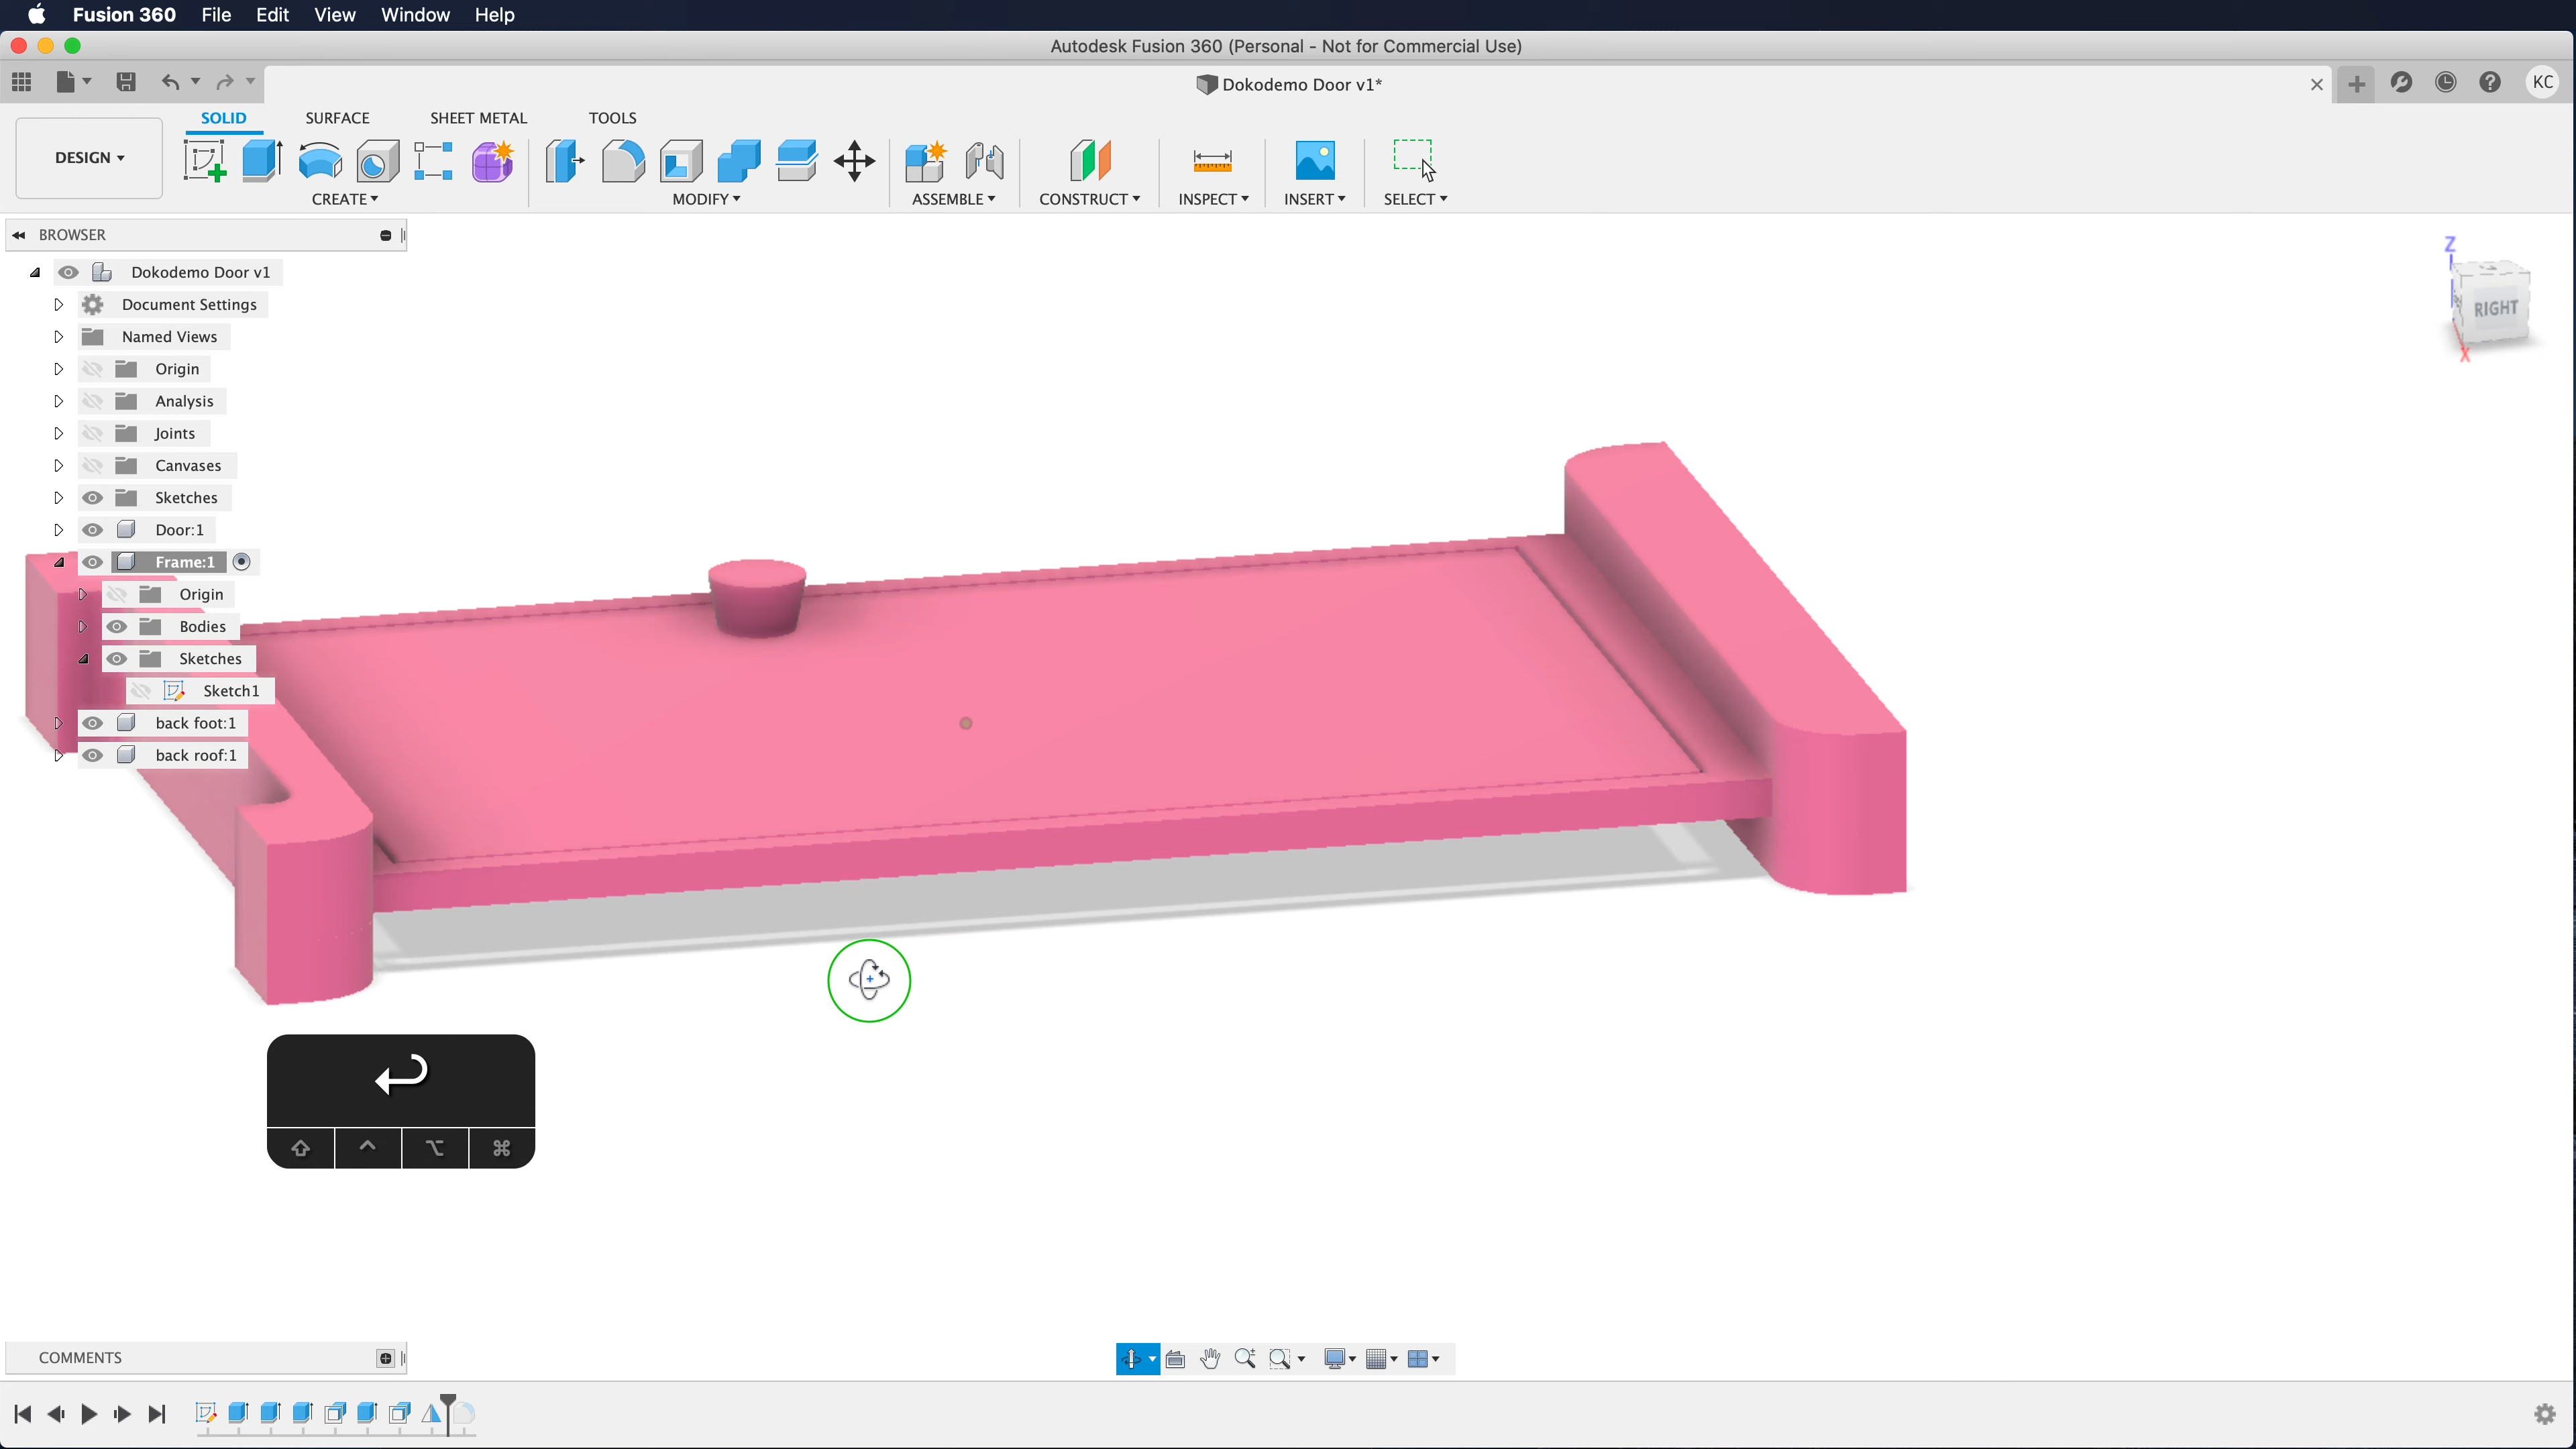 Fusion 360 File Edit View Window Help
Autodesk Fusion 360 (Personal - Not for Commercial Use)
Dokodemo Door v1*
KC
SOLID SURFACE SHEET METAL TOOLS
DESIGN
CREATE MODIFY ASSEMBLE CONSTRUCT INSPECT INSERT SELECT
BROWSER
Z
RIGHT
X
Dokodemo Door v1
Document Settings
Named Views
Origin
Analysis
Joints
Canvases
Sketches
Door:1
Frame:1
Origin
Bodies
Sketches
Sketch1
back foot:1
back roof:1
COMMENTS